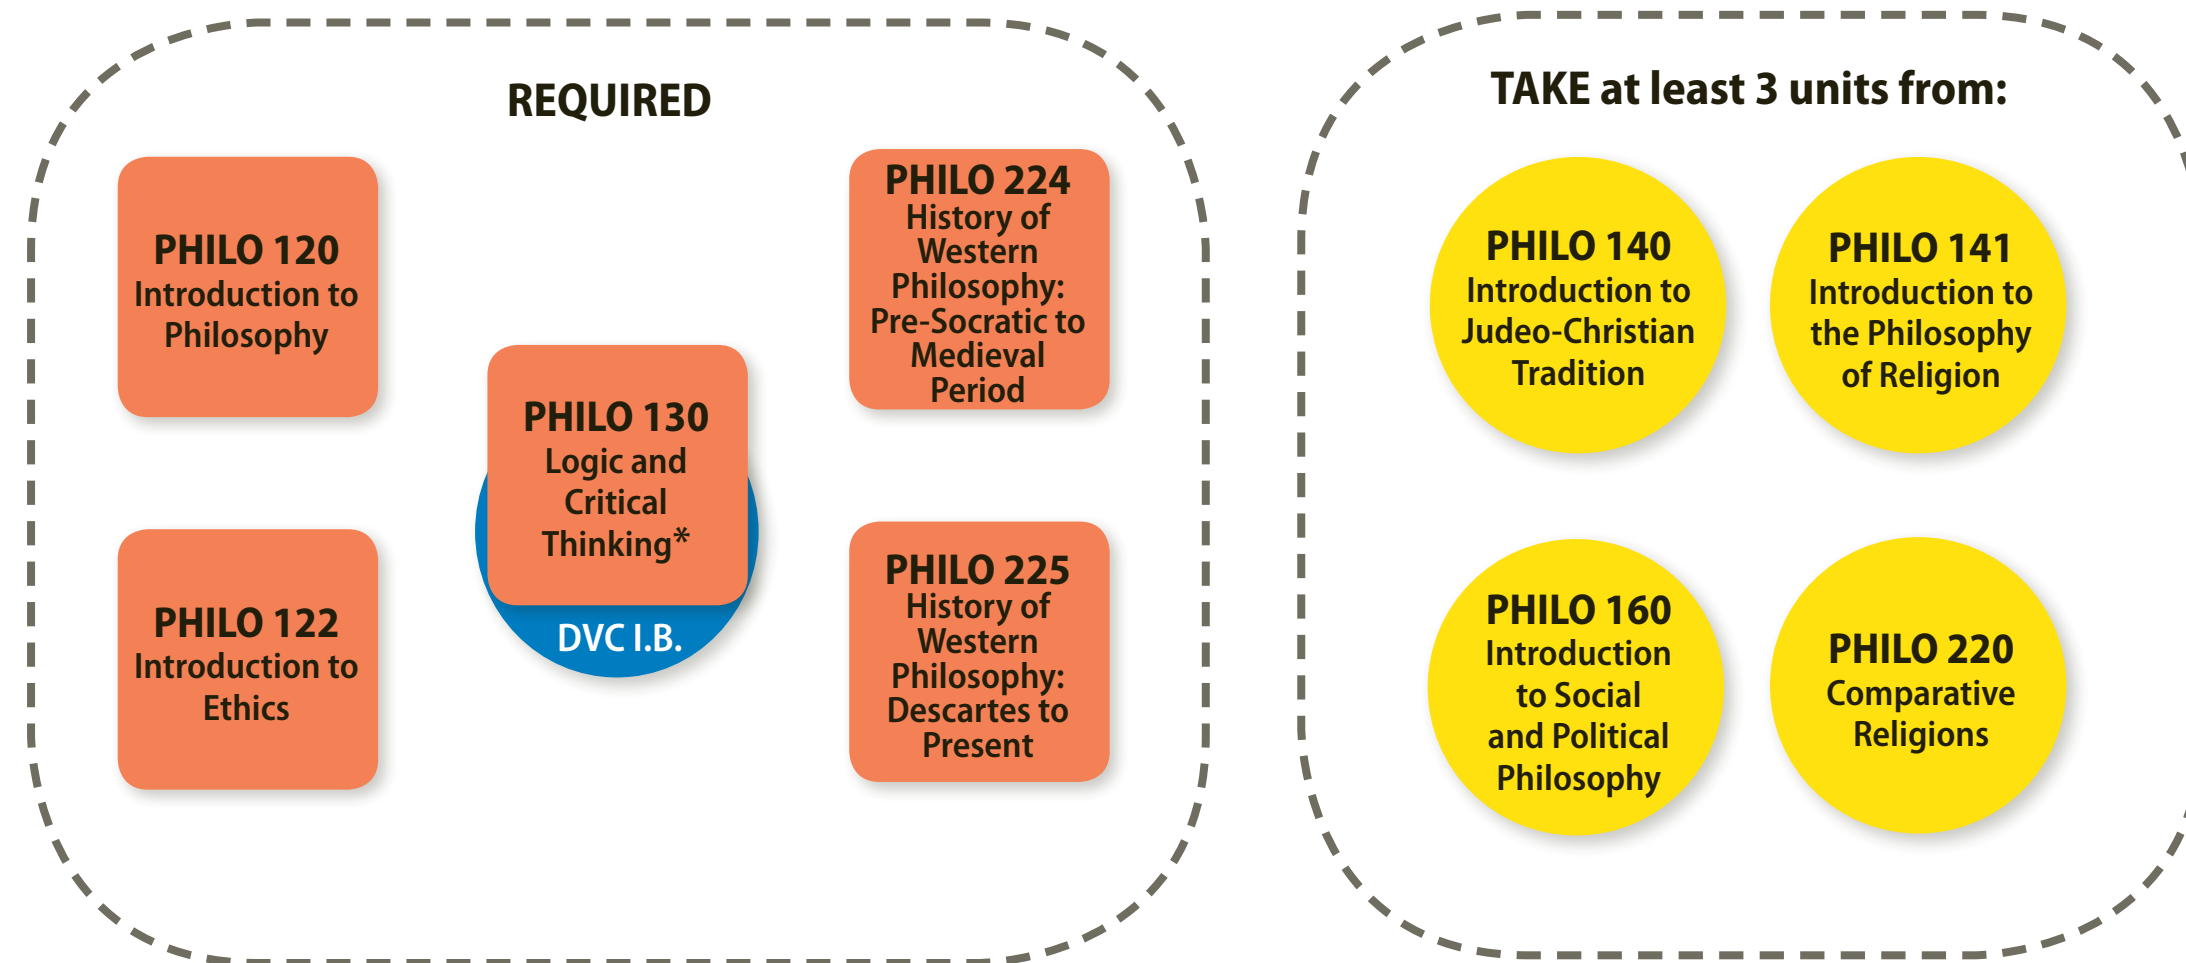 REQUIRED
PHILO 120
Introduction to
Philosophy
PHILO 122
Introduction to
Ethics
PHILO 130
Logic and
Critical
Thinking*
DVC I.B.
PHILO 224
History of
Western
Philosophy:
Pre-Socratic to
Medieval
Period
PHILO 225
History of
Western
Philosophy:
Descartes to
Present
TAKE at least 3 units from:
PHILO 140
Introduction to
Judeo-Christian
Tradition
PHILO 141
Introduction to
the Philosophy
of Religion
PHILO 160
Introduction
to Social
and Political
Philosophy
PHILO 220
Comparative
Religions